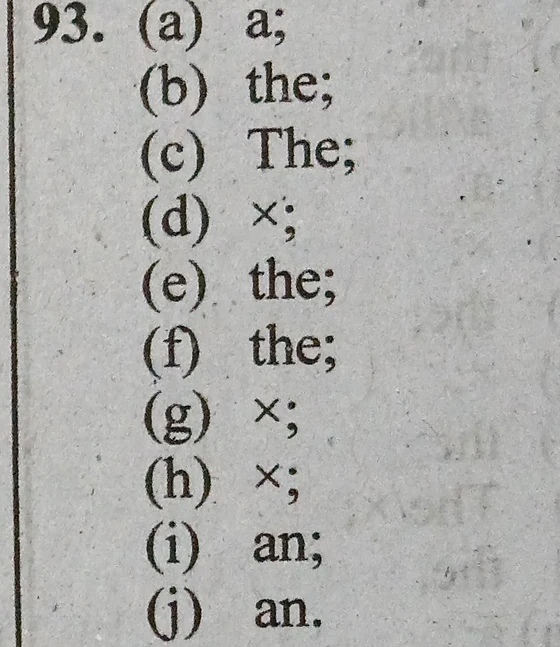 93. (a) a;
(b) the;
(c) The;
(d) ×;
(e) the;
(f) the;
(g) ×;
(h) ×;
(i) an;
(j) an.